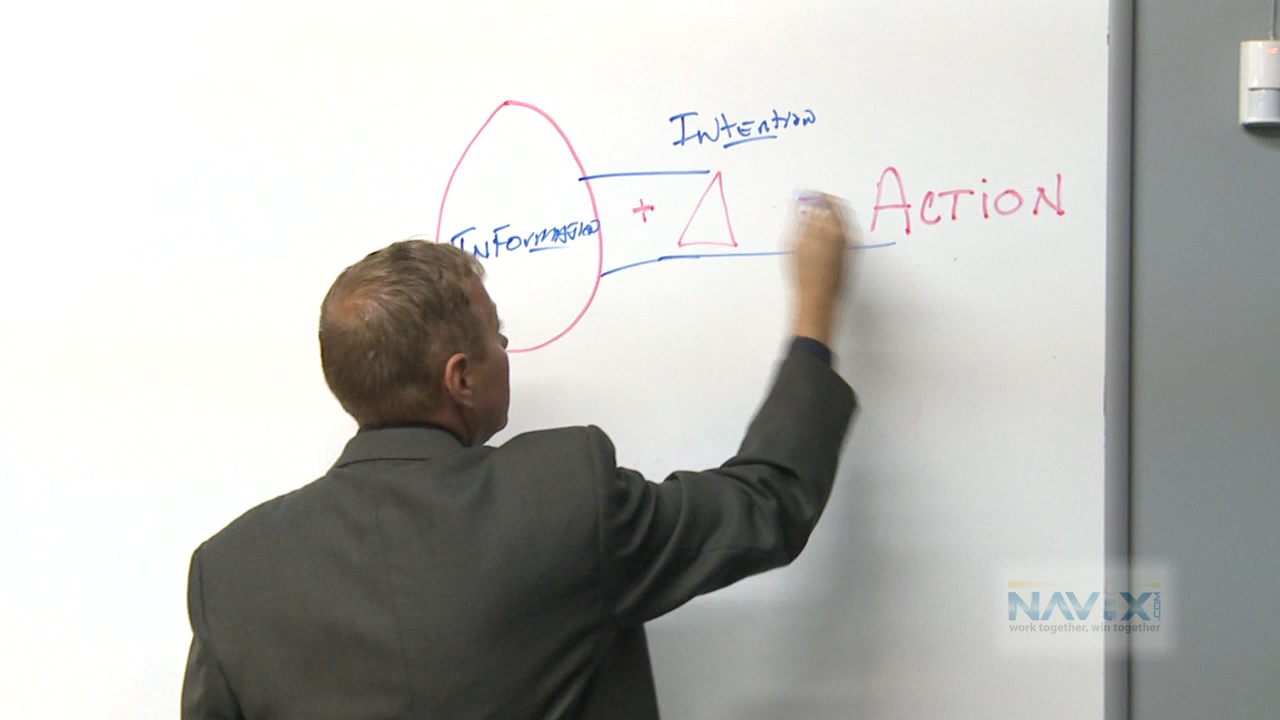 Intention
Information
+
Action
NAVIX.COM
work together, win together